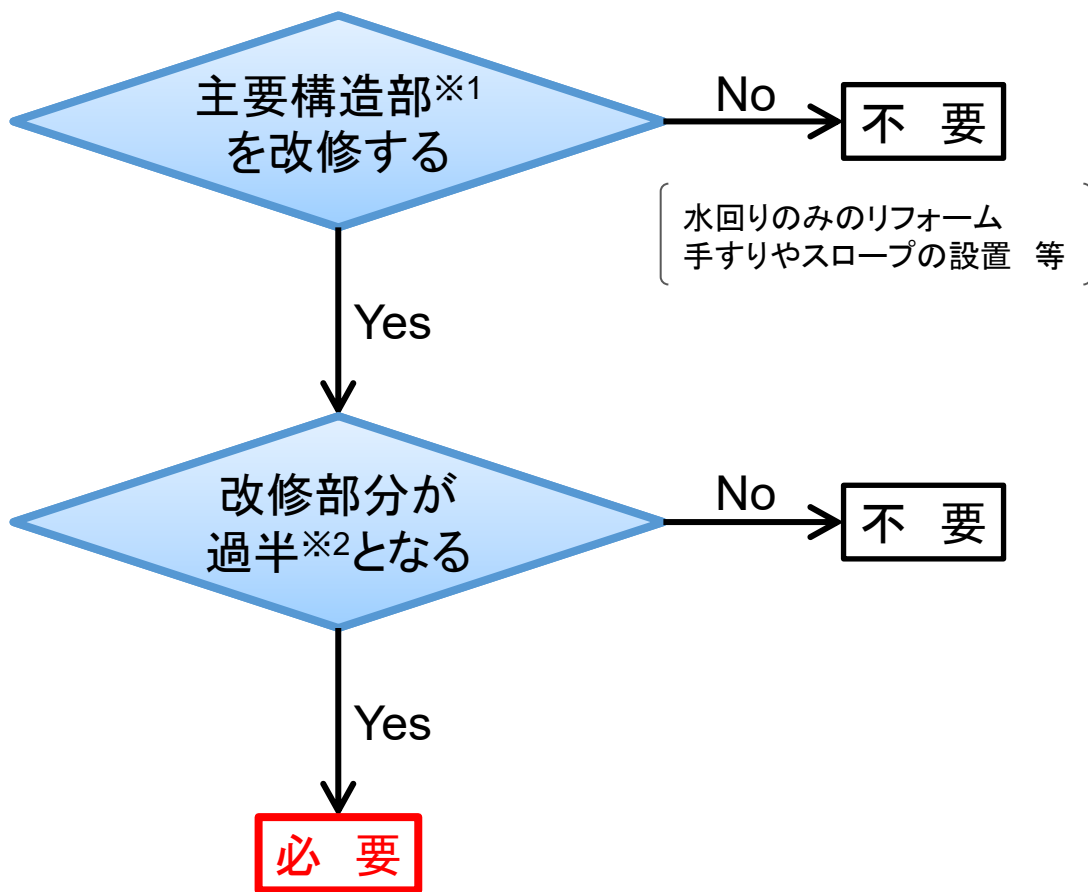 主要構造部※1
を改修する
No
不 要
水回りのみのリフォーム
手すりやスロープの設置 等
Yes
改修部分が
過半※2となる
No
不 要
Yes
必 要